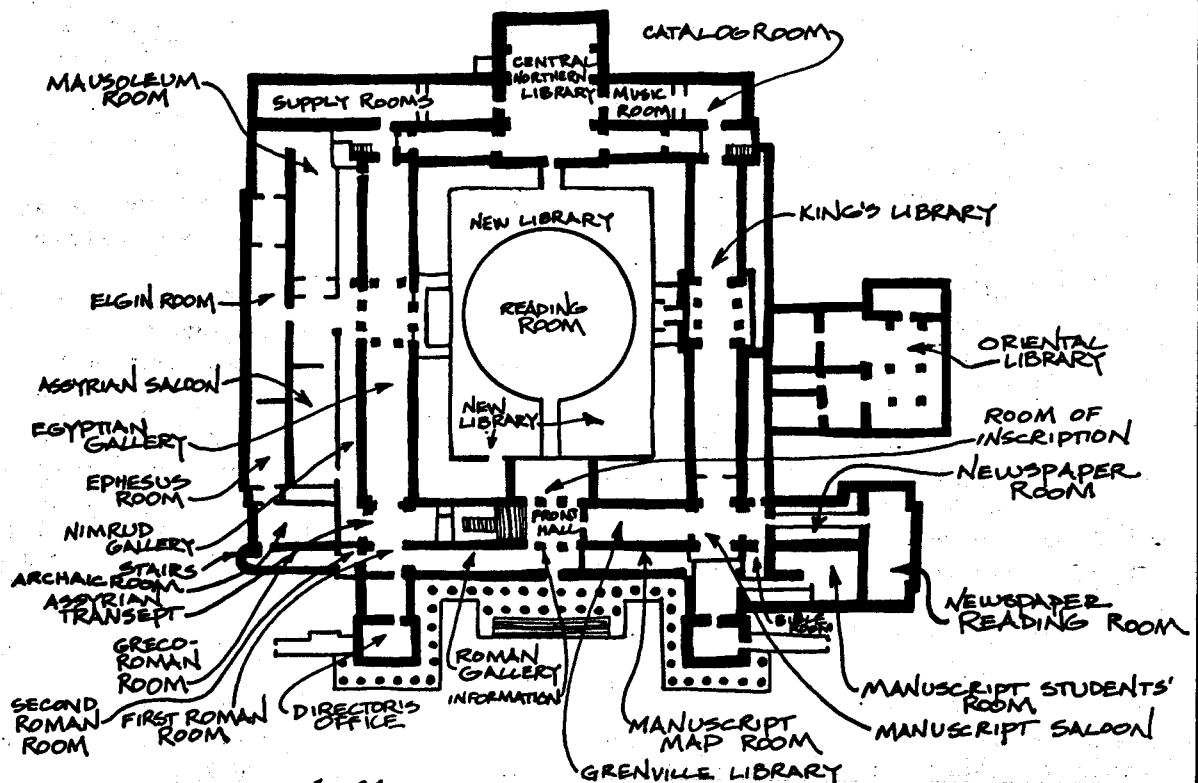 CATALOG ROOM
CENTRAL
NORTHERN
LIBRARY
MAUSOLEUM
ROOM
SUPPLY ROOMS
MUSIC
ROOM
NEW LIBRARY
KING'S LIBRARY
ELGIN ROOM
READING
ROOM
ORIENTAL
LIBRARY
ASSYRIAN SALOON
NEW
LIBRARY
ROOM OF
INSCRIPTION
EGYPTIAN
GALLERY
NEWSPAPER
ROOM
EPHESUS
ROOM
FRONT
HALL
NIMRUD
GALLERY
STAIRS
ARCHAIC ROOM
ASSYRIAN
TRANSEPT
NEWSPAPER
READING ROOM
GRECO-
ROMAN
ROOM
ROMAN
GALLERY
INFORMATION
SECOND
ROMAN
ROOM
FIRST ROMAN
ROOM
DIRECTOR'S
OFFICE
MANUSCRIPT STUDENTS'
ROOM
MANUSCRIPT SALOON
MANUSCRIPT
MAP ROOM
GRENVILLE LIBRARY